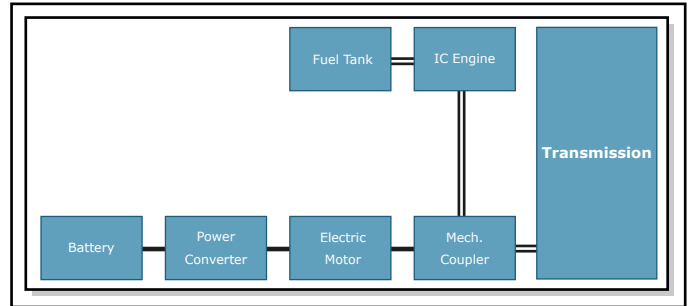 Fuel Tank
IC Engine
Transmission
Battery
Power
Converter
Electric
Motor
Mech.
Coupler